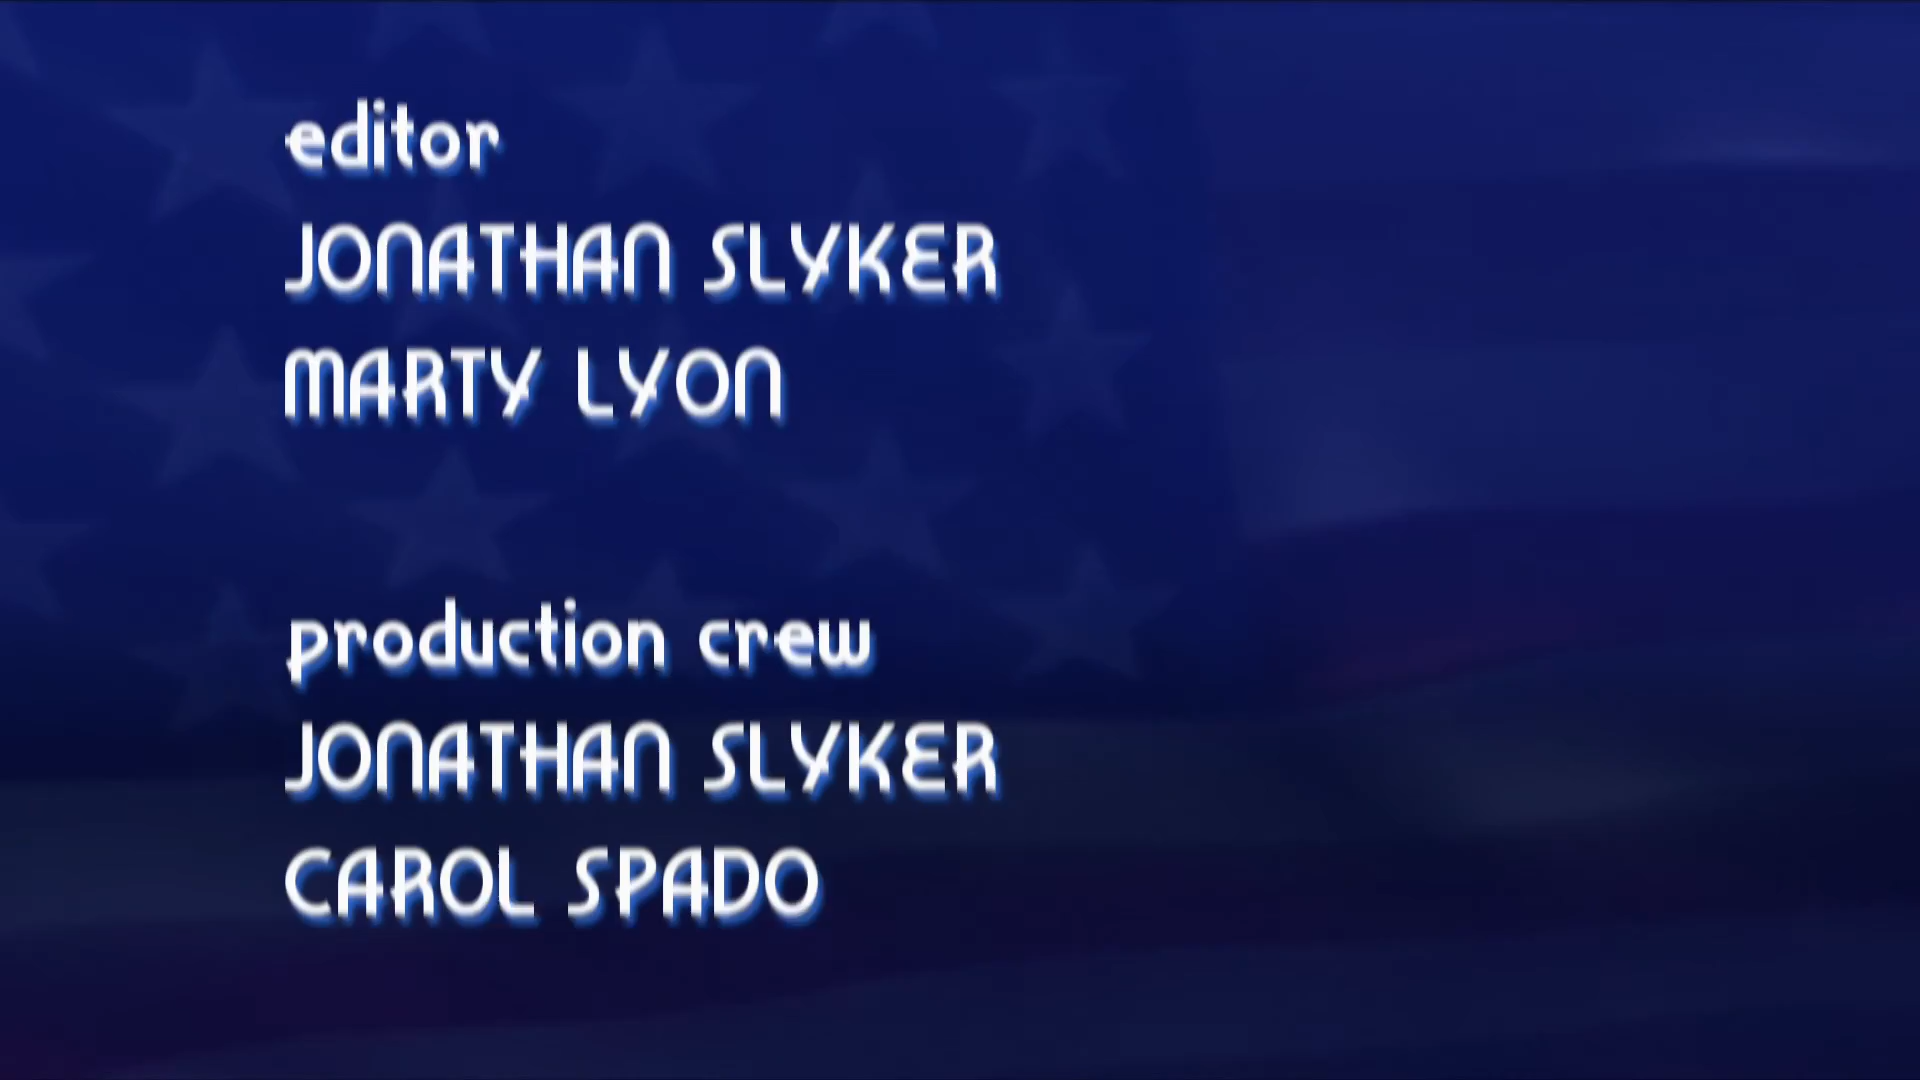 editor
JONATHAN SLYKER
MARTY LYON
production crew
JONATHAN SLYKER
CAROL SPADO